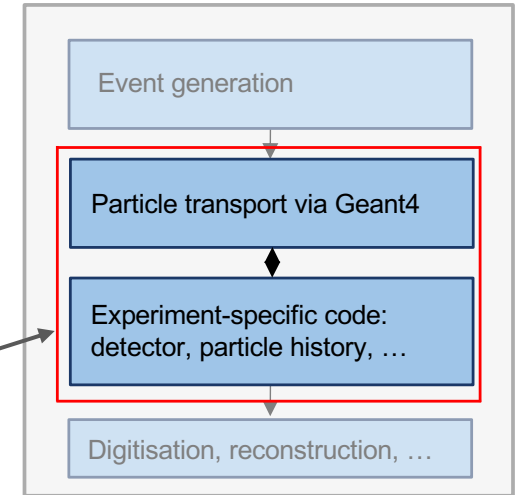 Event generation
Particle transport via Geant4
Experiment-specific code:
detector, particle history, …
Digitisation, reconstruction, …